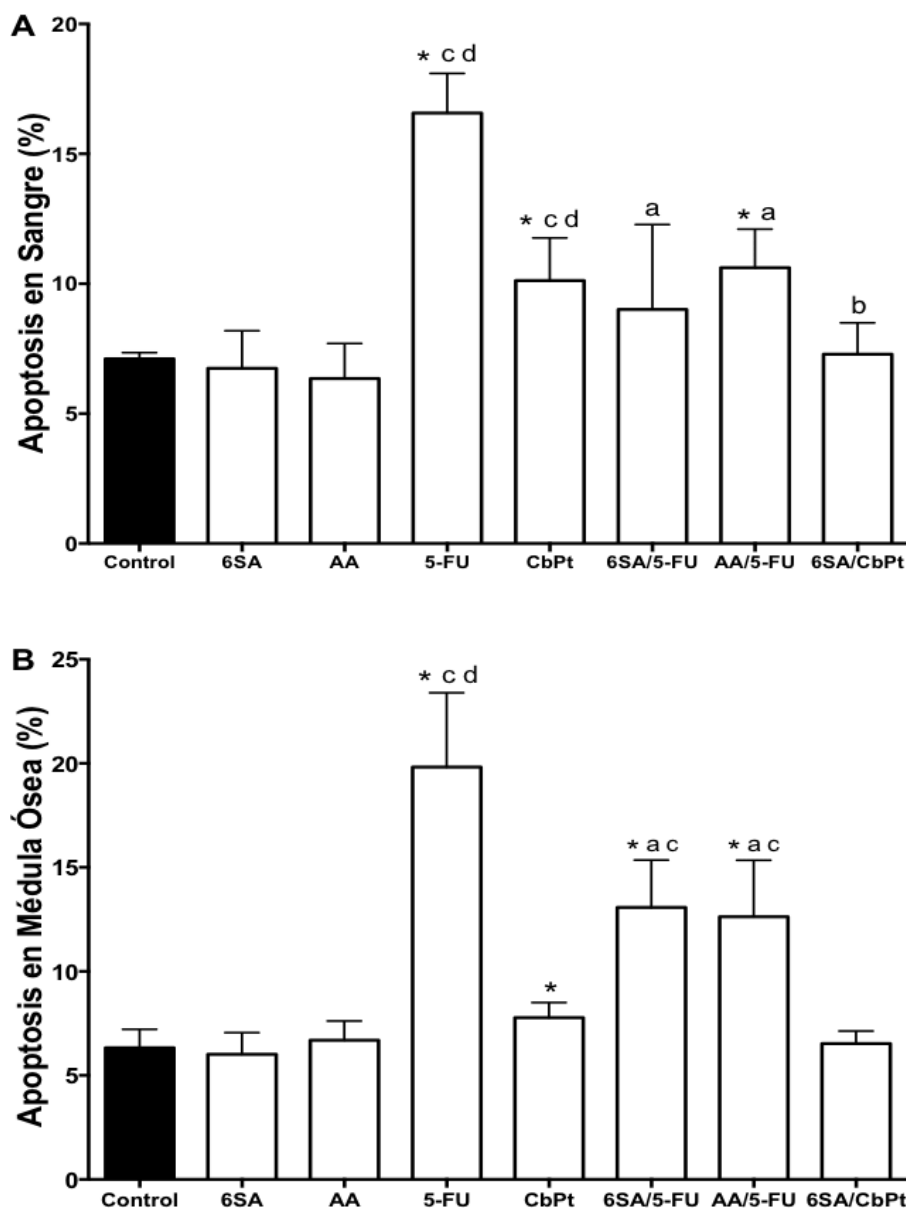 A
Apoptosis en Sangre (%)
20
15
10
5
0
* c d
* c d
a
* a
b
Control 6SA AA 5-FU CbPt 6SA/5-FU AA/5-FU 6SA/CbPt
B
Apoptosis en Médula Ósea (%)
25
20
15
10
5
0
* c d
*
* a c
* a c
Control 6SA AA 5-FU CbPt 6SA/5-FU AA/5-FU 6SA/CbPt